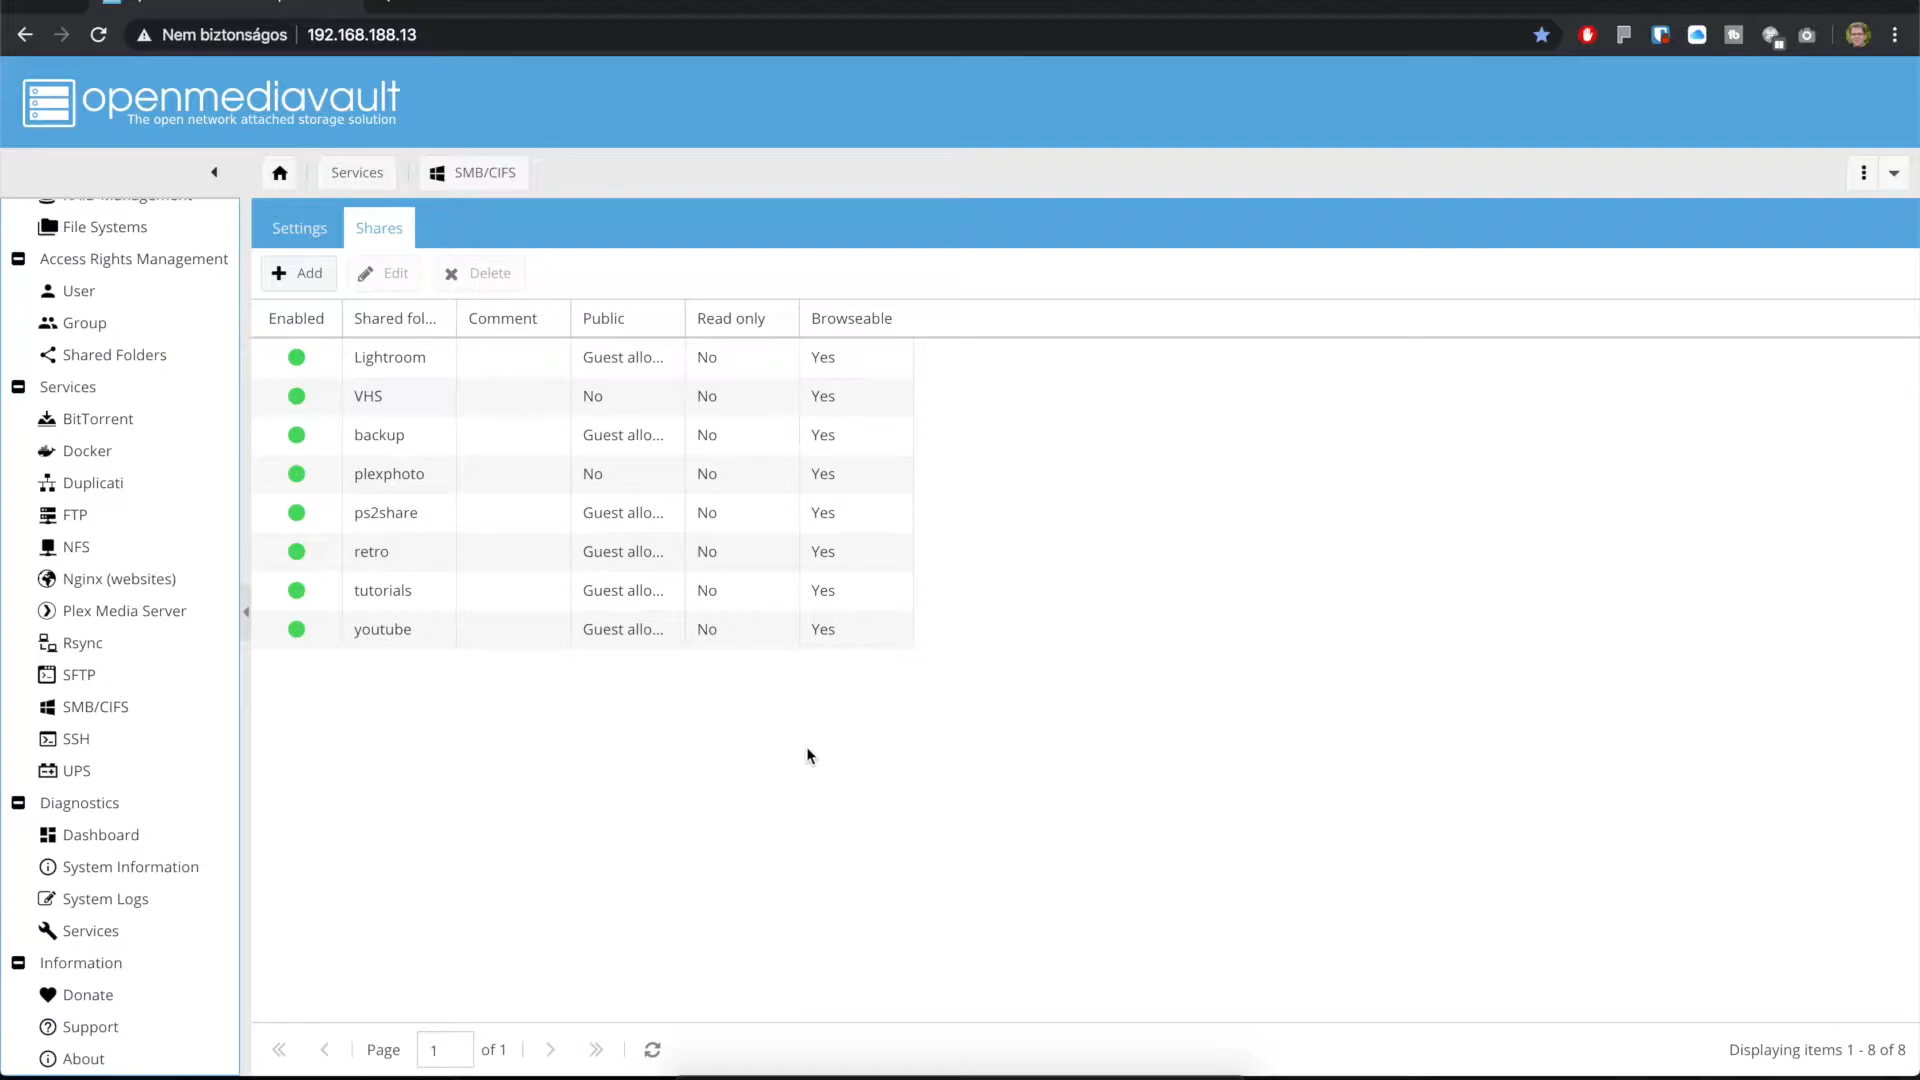 Nem biztonságos 192.168.188.13
openmediavault
The open network attached storage solution
Services SMB/CIFS
File Systems
Access Rights Management
User
Group
Shared Folders
Services
BitTorrent
Docker
Duplicati
FTP
NFS
Nginx (websites)
Plex Media Server
Rsync
SFTP
SMB/CIFS
SSH
UPS
Diagnostics
Dashboard
System Information
System Logs
Services
Information
Donate
Support
About
Settings Shares
Add Edit Delete
Enabled Shared fol... Comment Public Read only Browseable
Lightroom Guest allo... No Yes
VHS No No Yes
backup Guest allo... No Yes
plexphoto No No Yes
ps2share Guest allo... No Yes
retro Guest allo... No Yes
tutorials Guest allo... No Yes
youtube Guest allo... No Yes
Page 1 of 1 Displaying items 1 - 8 of 8